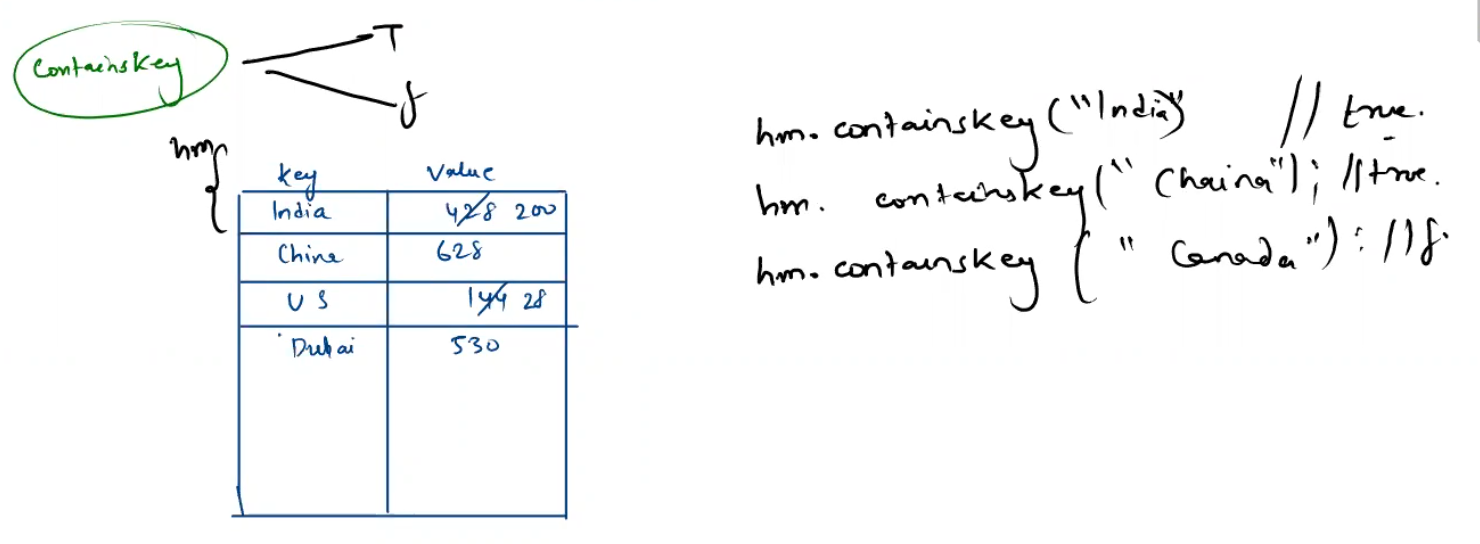 containsKey
T
f
hm
key value
India 428 200
China 628
US 144 28
Dubai 530
hm. containskey("India") // true.
hm. containskey("Chaina"); // true.
hm. containskey("Canada"): // f.